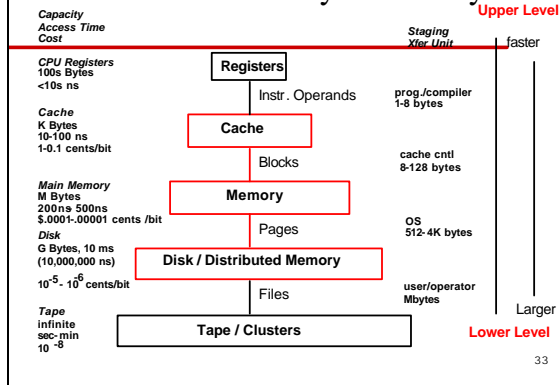 Upper Level
Capacity
Access Time
Cost
Staging
Xfer Unit
faster
CPU Registers
100s Bytes
<10s ns
Registers
Instr. Operands
prog./compiler
1-8 bytes
Cache
K Bytes
10-100 ns
1-0.1 cents/bit
Cache
Blocks
cache cntl
8-128 bytes
Main Memory
M Bytes
200ns- 500ns
$.0001-.00001 cents /bit
Memory
Pages
OS
512-4K bytes
Disk
G Bytes, 10 ms
(10,000,000 ns)
10-5 - 10-6 cents/bit
Disk / Distributed Memory
Files
user/operator
Mbytes
Tape
infinite
sec-min
10 -8
Tape / Clusters
Larger
Lower Level
33